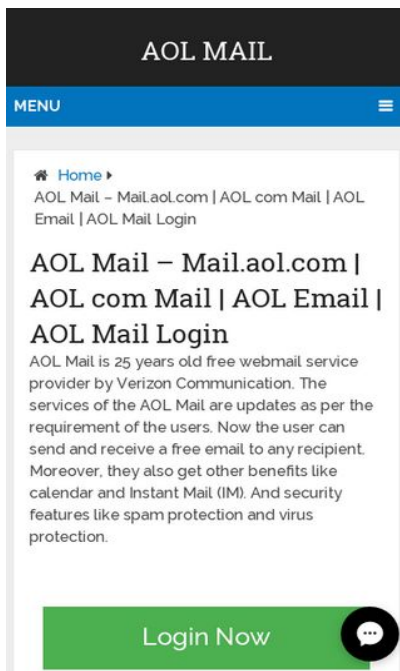 AOL MAIL
MENU
Home
AOL Mail – Mail.aol.com | AOL com Mail | AOL
Email | AOL Mail Login
AOL Mail – Mail.aol.com |
AOL com Mail | AOL Email |
AOL Mail Login
AOL Mail is 25 years old free webmail service
provider by Verizon Communication. The
services of the AOL Mail are updates as per the
requirement of the users. Now the user can
send and receive a free email to any recipient.
Moreover, they also get other benefits like
calendar and Instant Mail (IM). And security
features like spam protection and virus
protection.
Login Now